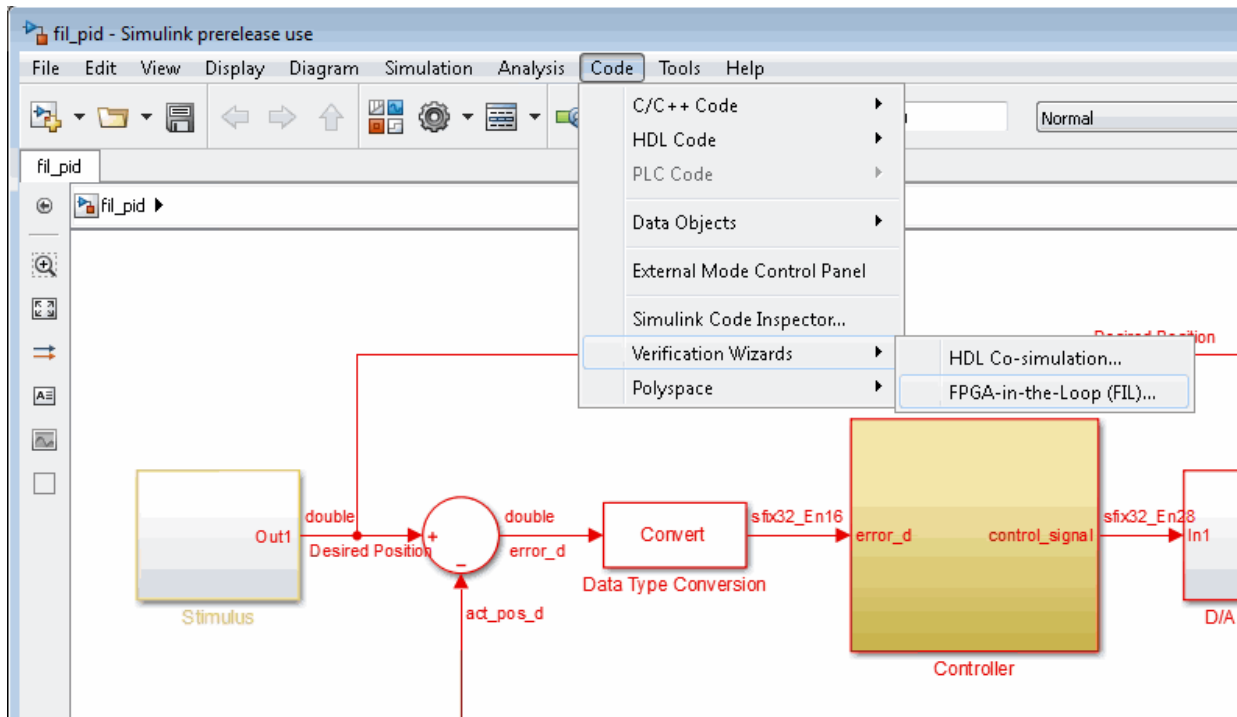 fil_pid - Simulink prerelease use
File Edit View Display Diagram Simulation Analysis Code Tools Help
Normal
fil_pid
fil_pid
C/C++ Code
HDL Code
PLC Code
Data Objects
External Mode Control Panel
Simulink Code Inspector...
Verification Wizards
Polyspace
HDL Co-simulation...
FPGA-in-the-Loop (FIL)...
Desired Position
Out1
Stimulus
double
Desired Position
+
−
act_pos_d
double
error_d
Convert
Data Type Conversion
sfix32_En16
error_d control_signal
Controller
sfix32_En28
In1
D/A